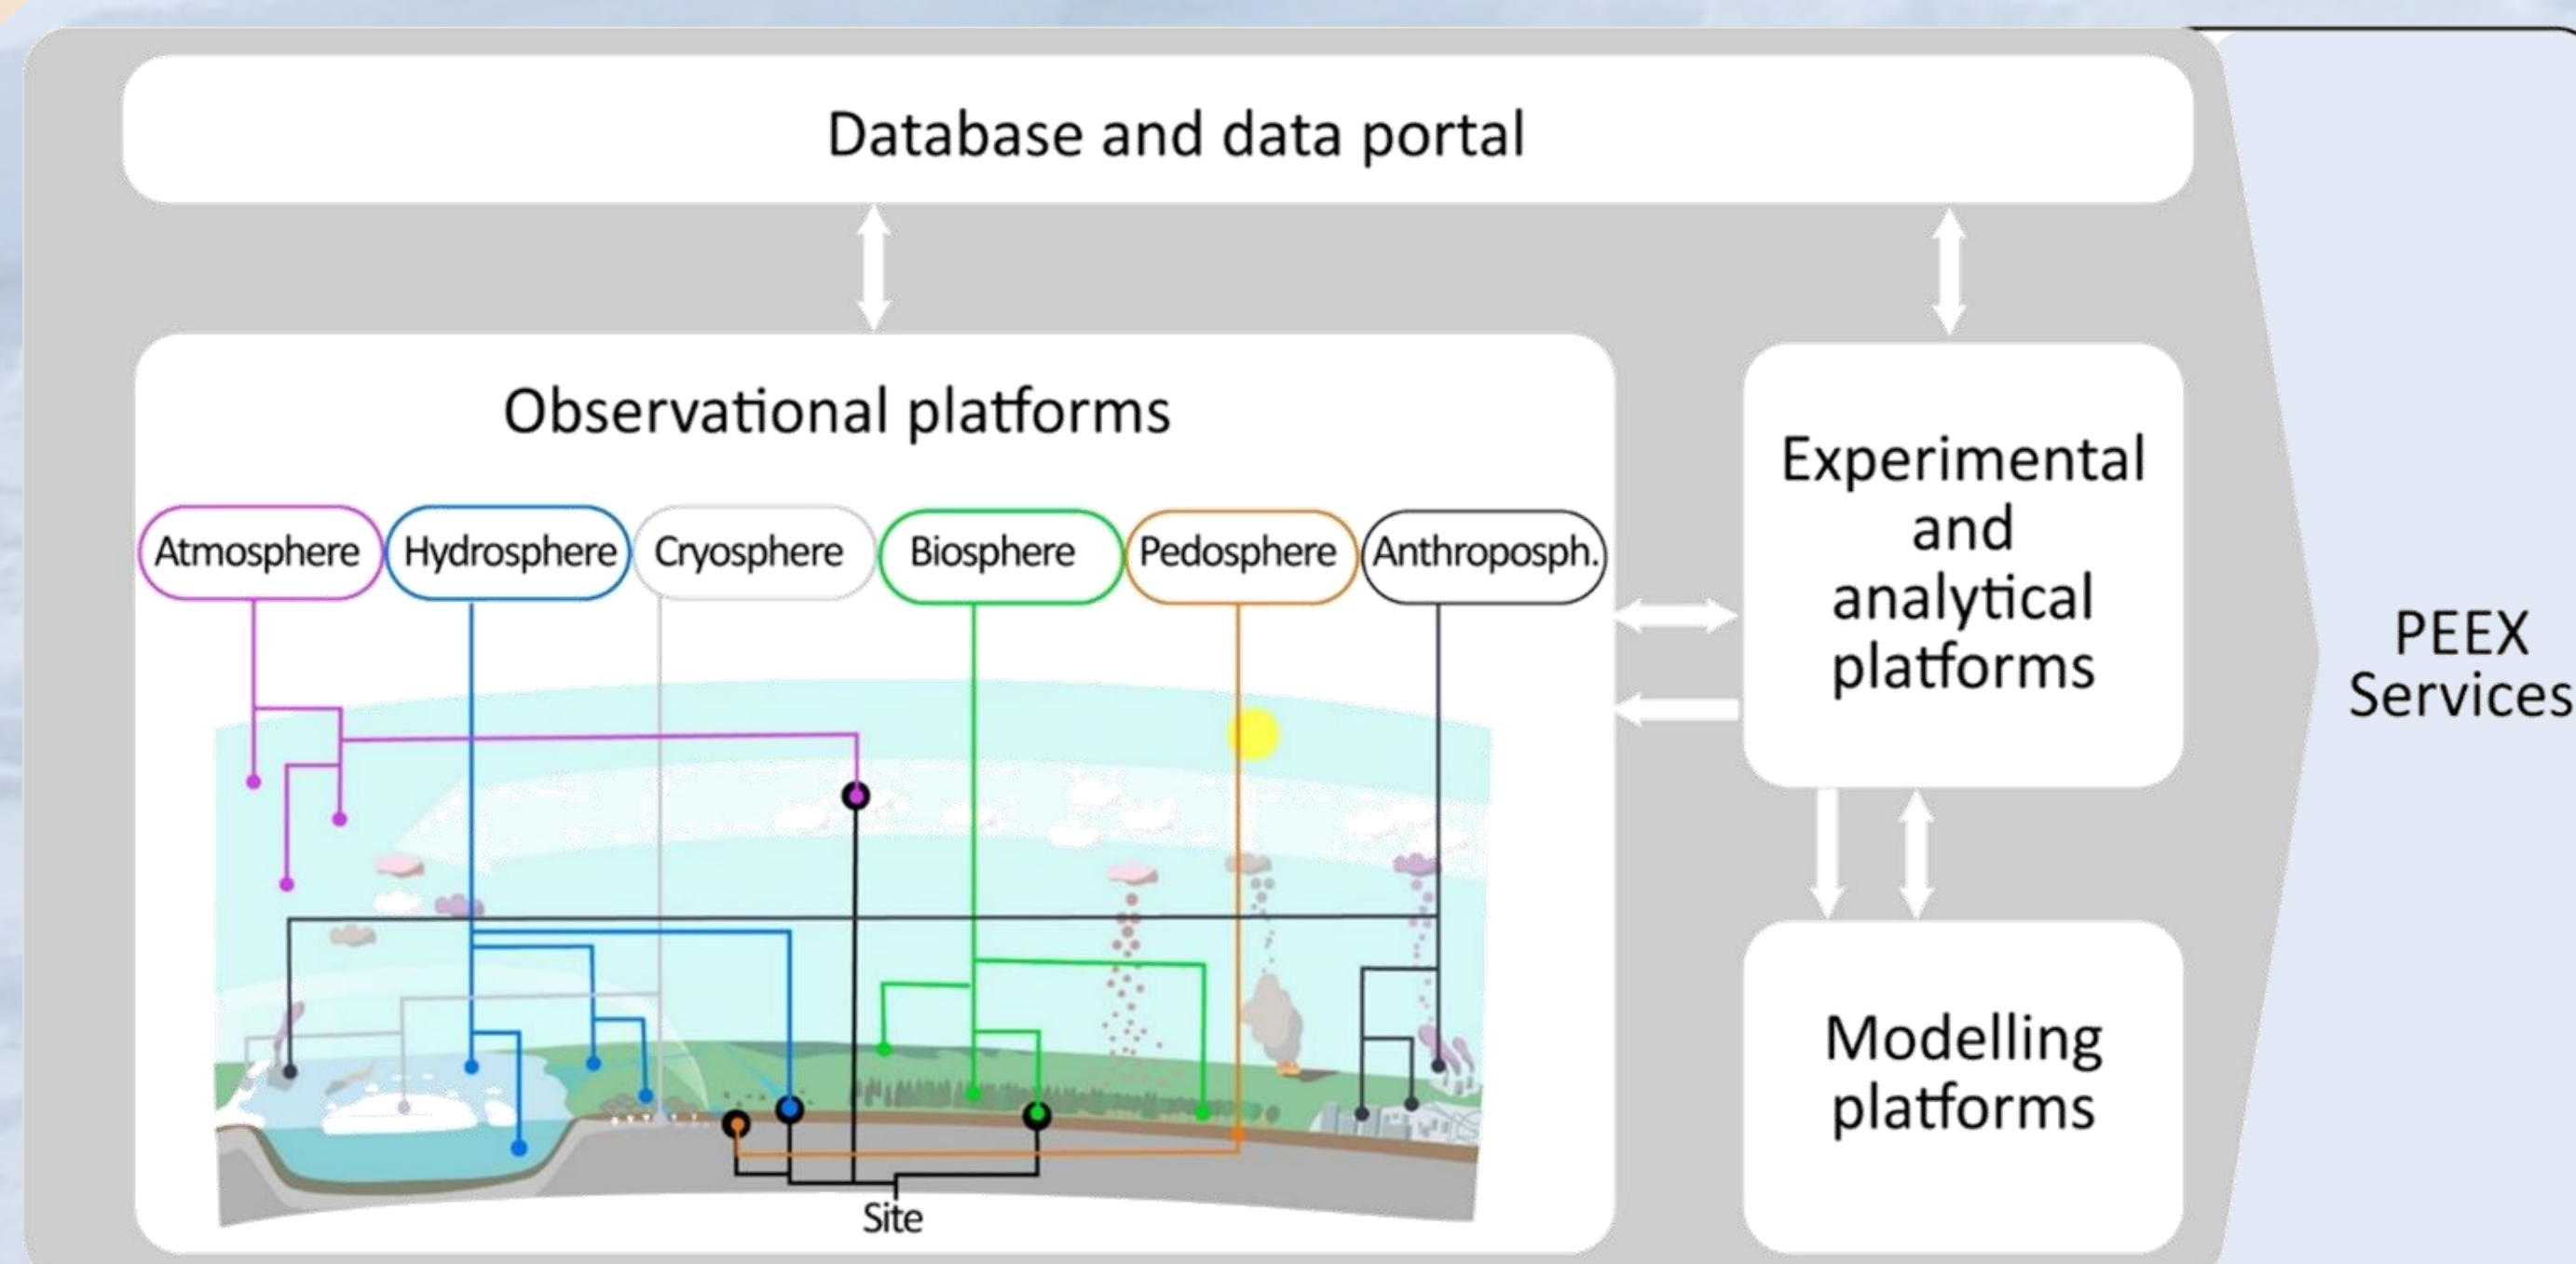 Database and data portal
Observational platforms
Atmosphere
Hydrosphere
Cryosphere
Biosphere
Pedosphere
Anthroposph.
Site
Experimental
and
analytical
platforms
Modelling
platforms
PEEX
Services